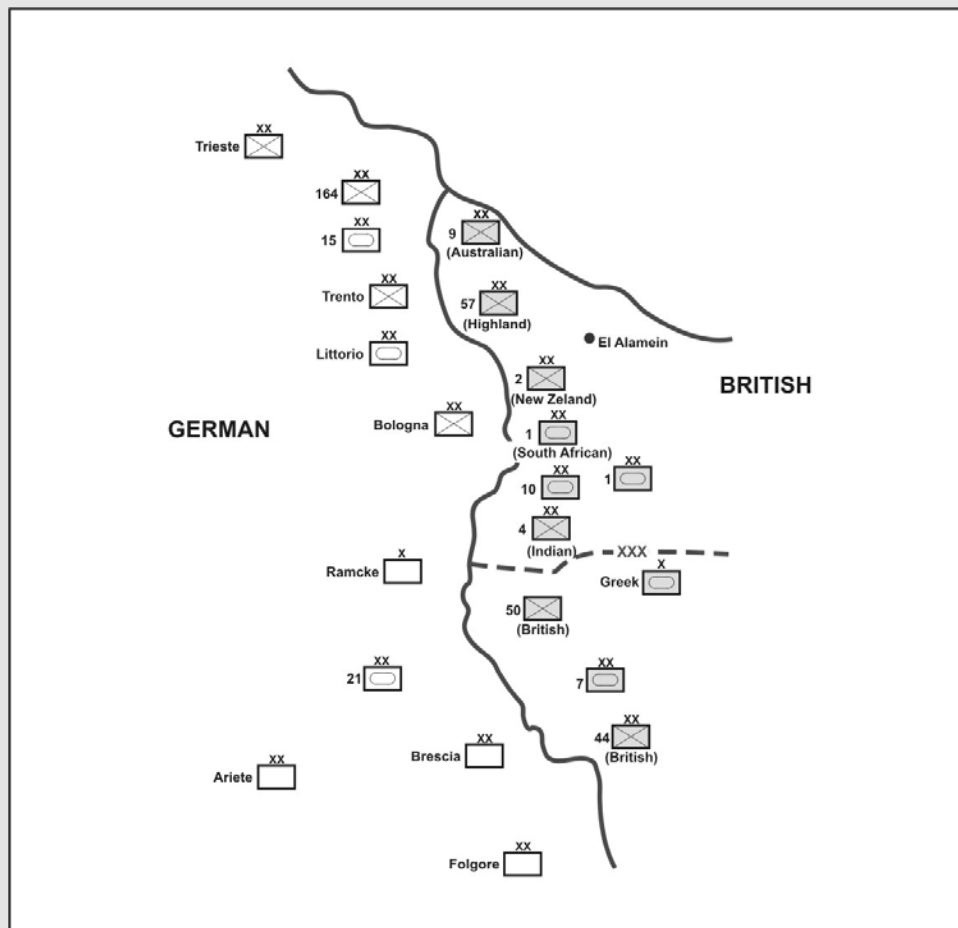 XX
Trieste
XX
164
XX
15
XX
9
(Australian)
XX
Trento
XX
57
(Highland)
El Alamein
XX
Littorio
XX
2
(New Zeland)
BRITISH
XX
Bologna
GERMAN
XX
1
(South African)
XX
1
XX
10
XX
4
(Indian)
XXX
X
Ramcke
X
Greek
XX
50
(British)
XX
21
XX
7
XX
44
(British)
XX
Brescia
XX
Ariete
XX
Folgore